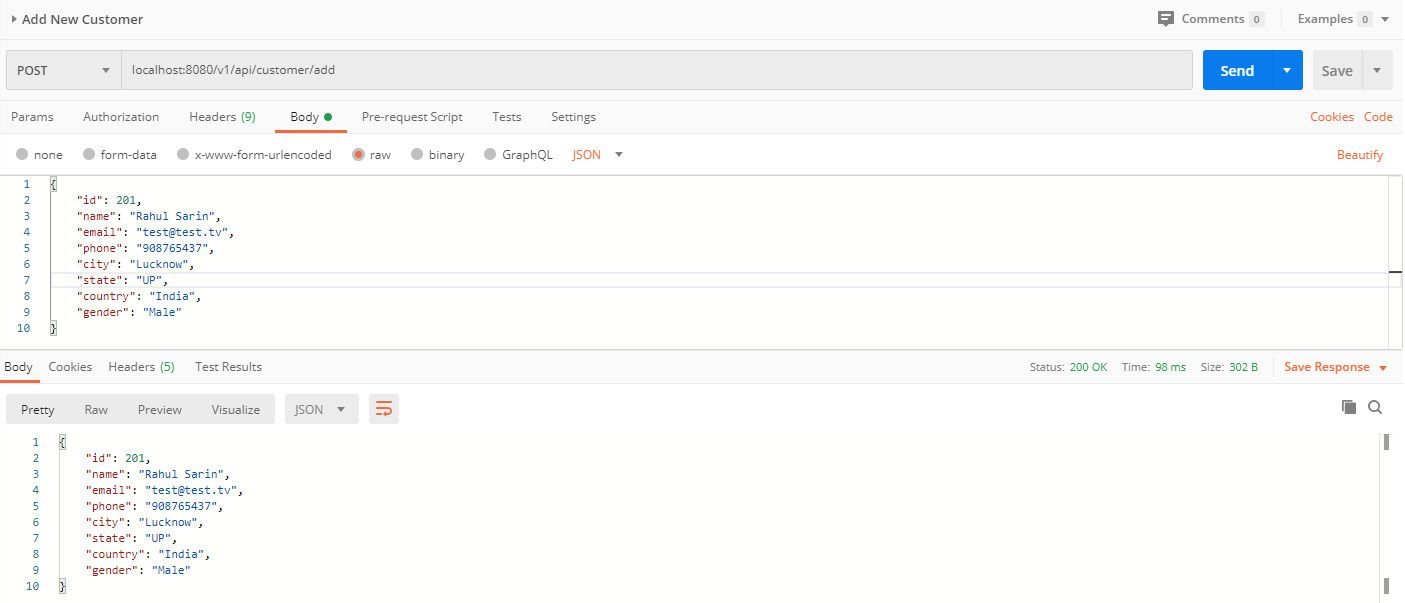 Add New Customer Comments 0 Examples 0
POST localhost:8080/v1/api/customer/add Send Save
Params Authorization Headers (9) Body Pre-request Script Tests Settings Cookies Code
none form-data x-www-form-urlencoded raw binary GraphQL JSON Beautify
1 {
2 "id": 201,
3 "name": "Rahul Sarin",
4 "email": "test@test.tv",
5 "phone": "908765437",
6 "city": "Lucknow",
7 "state": "UP",
8 "country": "India",
9 "gender": "Male"
10 }
Body Cookies Headers (5) Test Results Status: 200 OK Time: 98 ms Size: 302 B Save Response
Pretty Raw Preview Visualize JSON
1 {
2 "id": 201,
3 "name": "Rahul Sarin",
4 "email": "test@test.tv",
5 "phone": "908765437",
6 "city": "Lucknow",
7 "state": "UP",
8 "country": "India",
9 "gender": "Male"
10 }